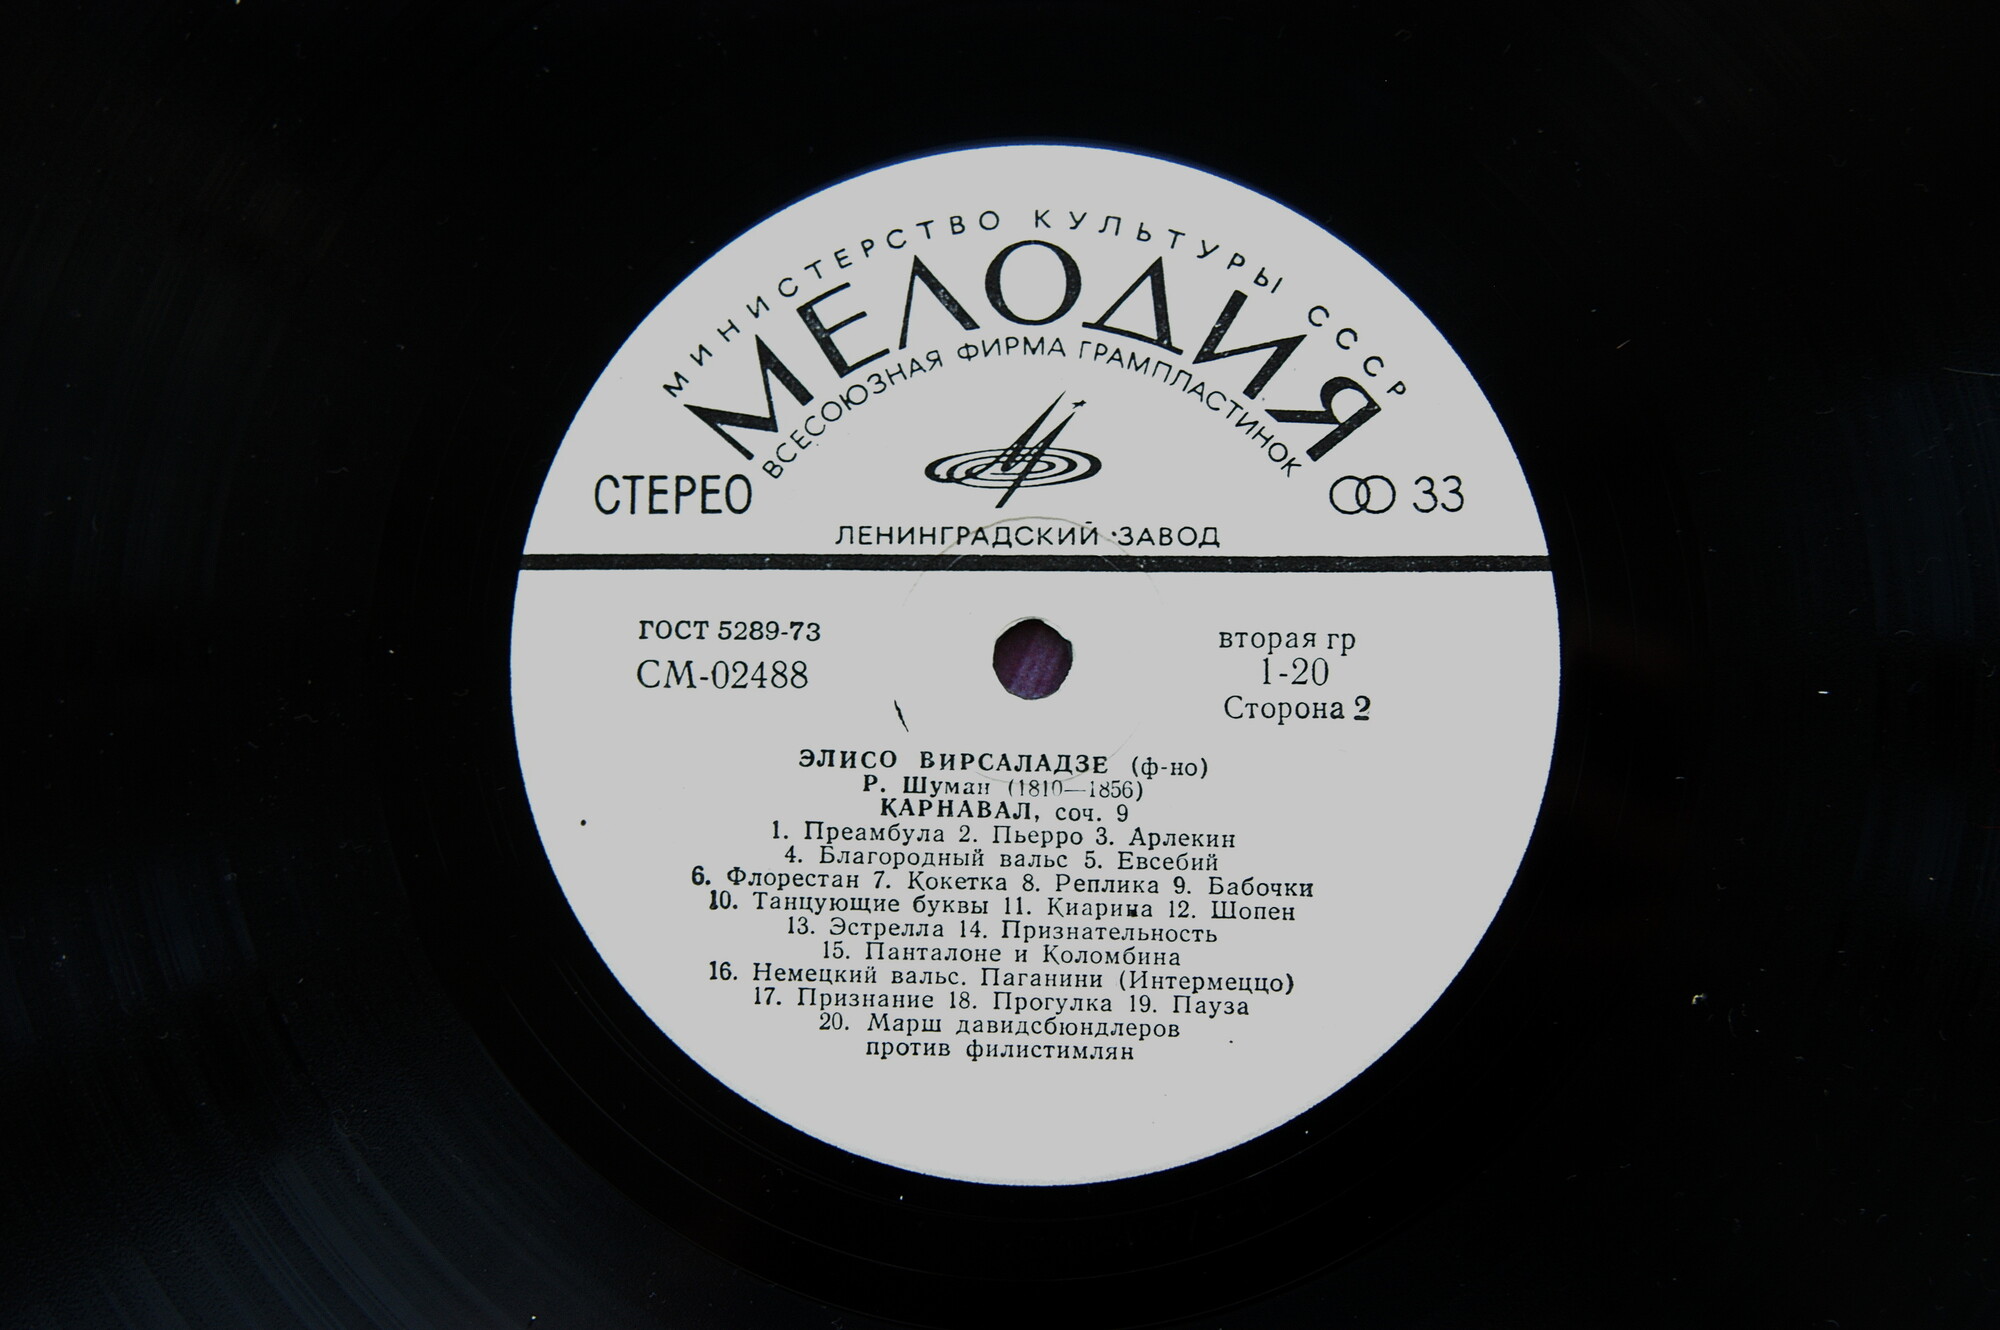 МИНИСТЕРСТВО КУЛЬТУРЫ СССР
МЕЛОДИЯ
ВСЕСОЮЗНАЯ ФИРМА ГРАМПЛАСТИНОК
СТЕРЕО
33
ЛЕНИНГРАДСКИЙ ЗАВОД
ГОСТ 5289-73
СМ-02488
вторая гр
1-20
Сторона 2
ЭЛИСО ВИРСАЛАДЗЕ (ф-но)
Р. Шуман (1810—1856)
КАРНАВАЛ, соч. 9
1. Преамбула 2. Пьерро 3. Арлекин
4. Благородный вальс 5. Евсебий
6. Флорестан 7. Кокетка 8. Реплика 9. Бабочки
10. Танцующие буквы 11. Киарина 12. Шопен
13. Эстрелла 14. Признательность
15. Панталоне и Коломбина
16. Немецкий вальс. Паганини (Интермеццо)
17. Признание 18. Прогулка 19. Пауза
20. Марш давидсбюндлеров
против филистимлян